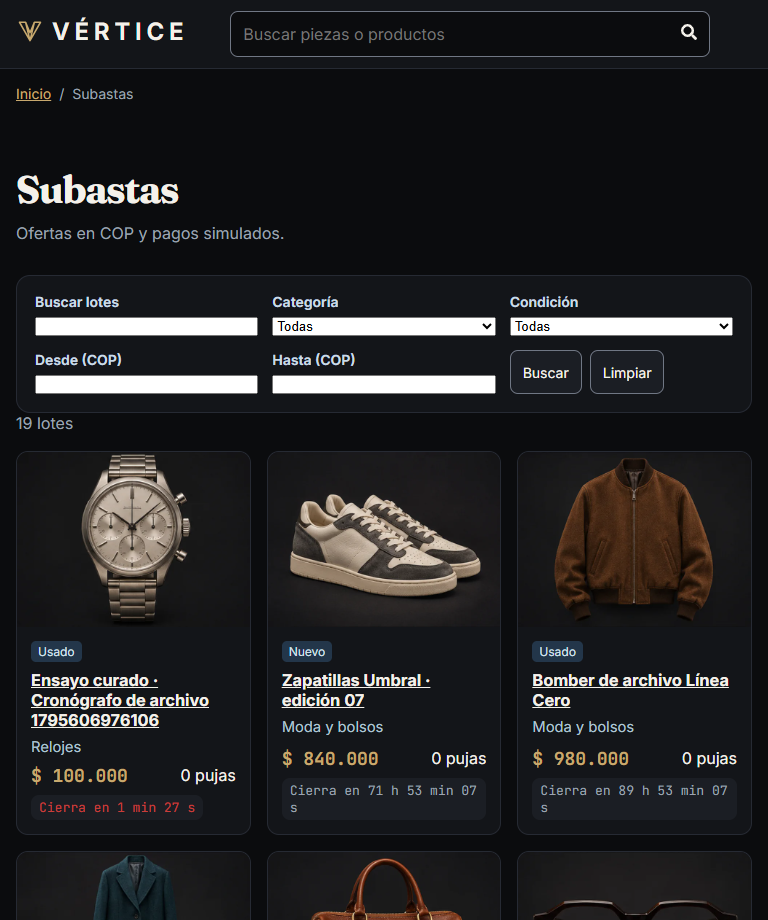 VÉRTICE
Buscar piezas o productos
Inicio / Subastas
Subastas
Ofertas en COP y pagos simulados.
Buscar lotes
Categoría
Condición
Todas
Todas
Desde (COP)
Hasta (COP)
Buscar
Limpiar
19 lotes
Usado
Ensayo curado ·
Cronógrafo de archivo
1795606976106
Relojes
$ 100.000
0 pujas
Cierra en 1 min 27 s
Nuevo
Zapatillas Umbral ·
edición 07
Moda y bolsos
$ 840.000
0 pujas
Cierra en 71 h 53 min 07
s
Usado
Bomber de archivo Línea
Cero
Moda y bolsos
$ 980.000
0 pujas
Cierra en 89 h 53 min 07
s